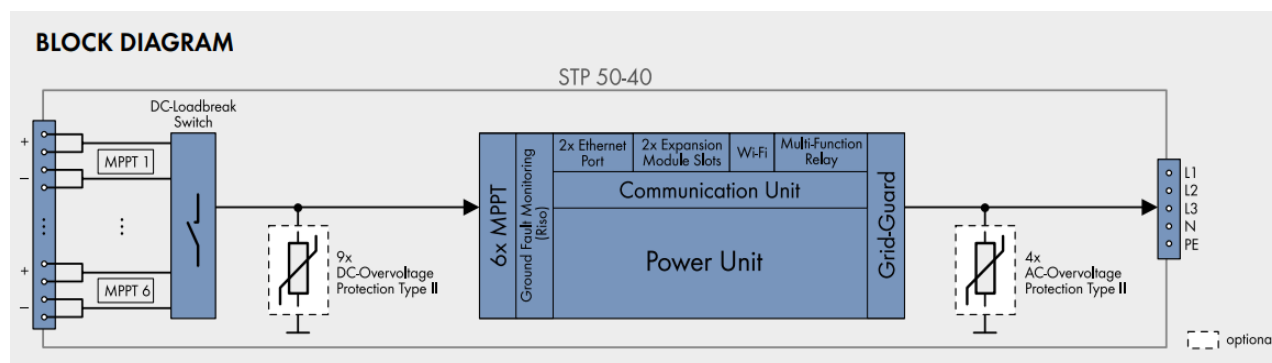 BLOCK DIAGRAM
STP 50-40
DC-Loadbreak
Switch
+
MPPT 1
–
+
MPPT 6
–
9x
DC-Overvoltage
Protection Type II
6x MPPT
Ground Fault Monitoring
(Riso)
2x Ethernet
Port
2x Expansion
Module Slots
Wi-Fi
Multi-Function
Relay
Communication Unit
Power Unit
Grid-Guard
4x
AC-Overvoltage
Protection Type II
L1
L2
L3
N
PE
optiona